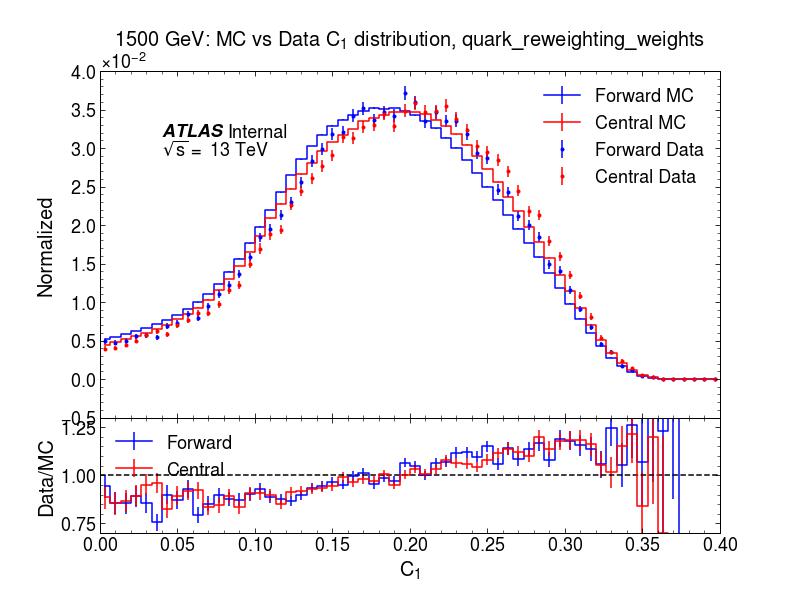 1500 GeV: MC vs Data C₁ distribution, quark_reweighting_weights
×10⁻²
4.0
3.5
3.0
2.5
2.0
1.5
1.0
0.5
0.0
0.5
Normalized
ATLAS Internal
√s = 13 TeV
Forward MC
Central MC
Forward Data
Central Data
1.25
1.00
0.75
Data/MC
Forward
Central
0.00 0.05 0.10 0.15 0.20 0.25 0.30 0.35 0.40
C₁